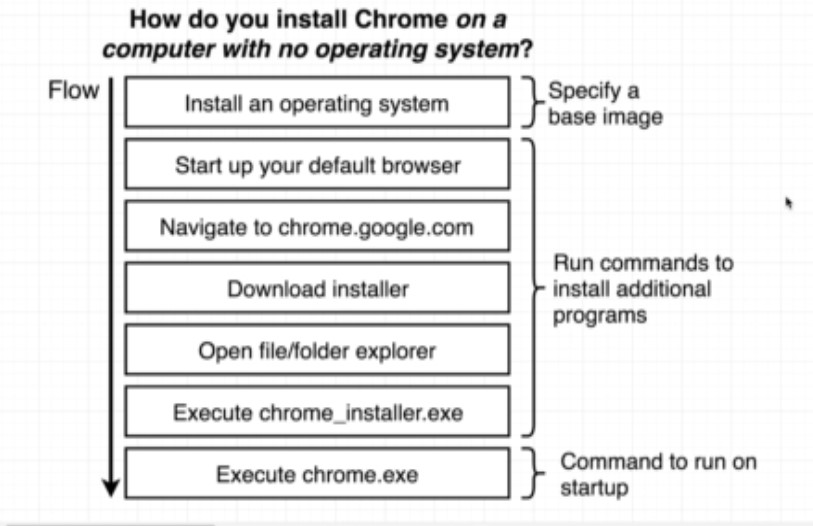 How do you install Chrome on a
computer with no operating system?
Flow
Install an operating system
Specify a
base image
Start up your default browser
Navigate to chrome.google.com
Download installer
Open file/folder explorer
Execute chrome_installer.exe
Run commands to
install additional
programs
Execute chrome.exe
Command to run on
startup